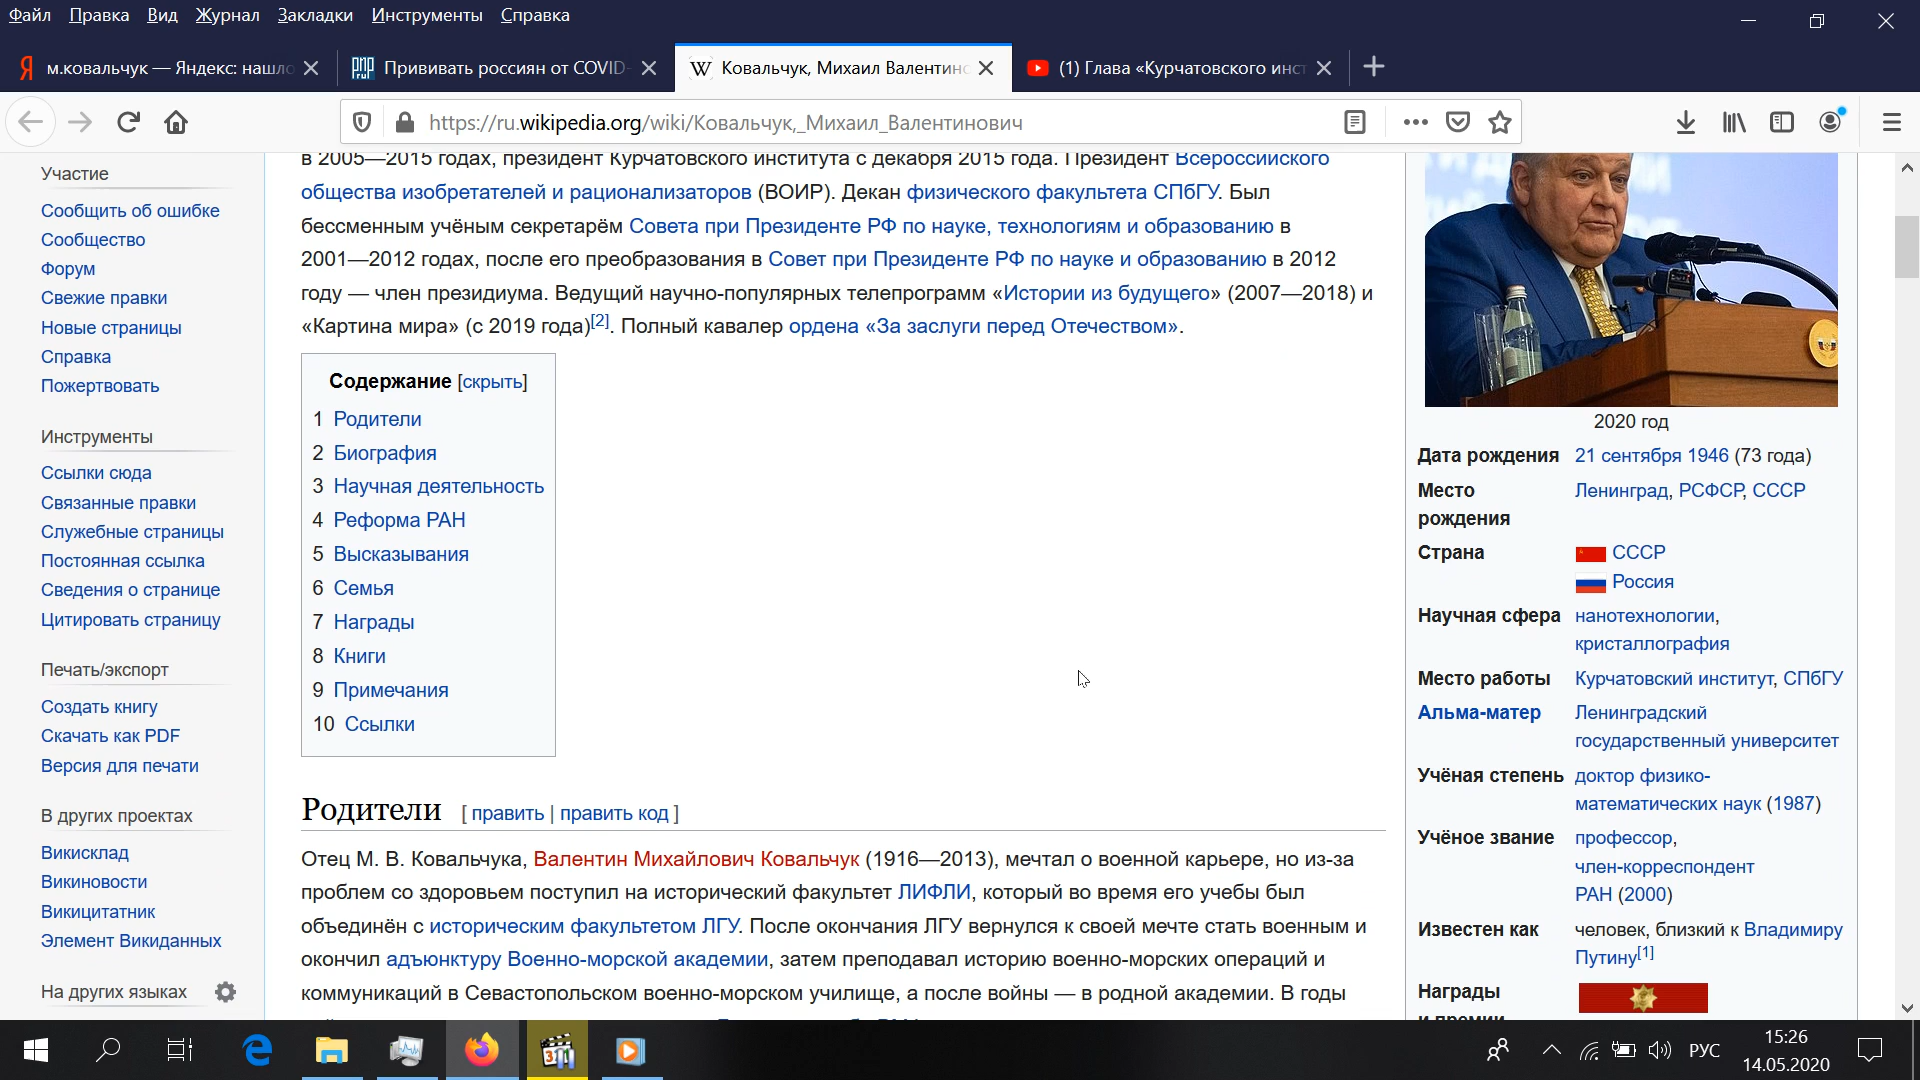 Файл Правка Вид Журнал Закладки Инструменты Справка
м.ковальчук — Яндекс: нашло
Прививать россиян от COVID-
Ковальчук, Михаил Валентинo
(1) Глава «Курчатовского инст
https://ru.wikipedia.org/wiki/Ковальчук,_Михаил_Валентинович
Участие
Сообщить об ошибке
Сообщество
Форум
Свежие правки
Новые страницы
Справка
Пожертвовать
Инструменты
Ссылки сюда
Связанные правки
Служебные страницы
Постоянная ссылка
Сведения о странице
Цитировать страницу
Печать/экспорт
Создать книгу
Скачать как PDF
Версия для печати
В других проектах
Викисклад
Викиновости
Викицитатник
Элемент Викиданных
На других языках
в 2005—2015 годах, президент Курчатовского института с декабря 2015 года. Президент Всероссийского
общества изобретателей и рационализаторов (ВОИР). Декан физического факультета СПбГУ. Был
бессменным учёным секретарём Совета при Президенте РФ по науке, технологиям и образованию в
2001—2012 годах, после его преобразования в Совет при Президенте РФ по науке и образованию в 2012
году — член президиума. Ведущий научно-популярных телепрограмм «Истории из будущего» (2007—2018) и
«Картина мира» (с 2019 года)[2]. Полный кавалер ордена «За заслуги перед Отечеством».
Содержание [скрыть]
1 Родители
2 Биография
3 Научная деятельность
4 Реформа РАН
5 Высказывания
6 Семья
7 Награды
8 Книги
9 Примечания
10 Ссылки
Родители [ править | править код ]
Отец М. В. Ковальчука, Валентин Михайлович Ковальчук (1916—2013), мечтал о военной карьере, но из-за
проблем со здоровьем поступил на исторический факультет ЛИФЛИ, который во время его учебы был
объединён с историческим факультетом ЛГУ. После окончания ЛГУ вернулся к своей мечте стать военным и
окончил адъюнктуру Военно-морской академии, затем преподавал историю военно-морских операций и
коммуникаций в Севастопольском военно-морском училище, а после войны — в родной академии. В годы
2020 год
Дата рождения 21 сентября 1946 (73 года)
Место рождения Ленинград, РСФСР, СССР
Страна СССР
Россия
Научная сфера нанотехнологии,
кристаллография
Место работы Курчатовский институт, СПбГУ
Альма-матер Ленинградский
государственный университет
Учёная степень доктор физико-
математических наук (1987)
Учёное звание профессор,
член-корреспондент
РАН (2000)
Известен как человек, близкий к Владимиру
Путину[1]
Награды
и премии
РУС
15:26
14.05.2020